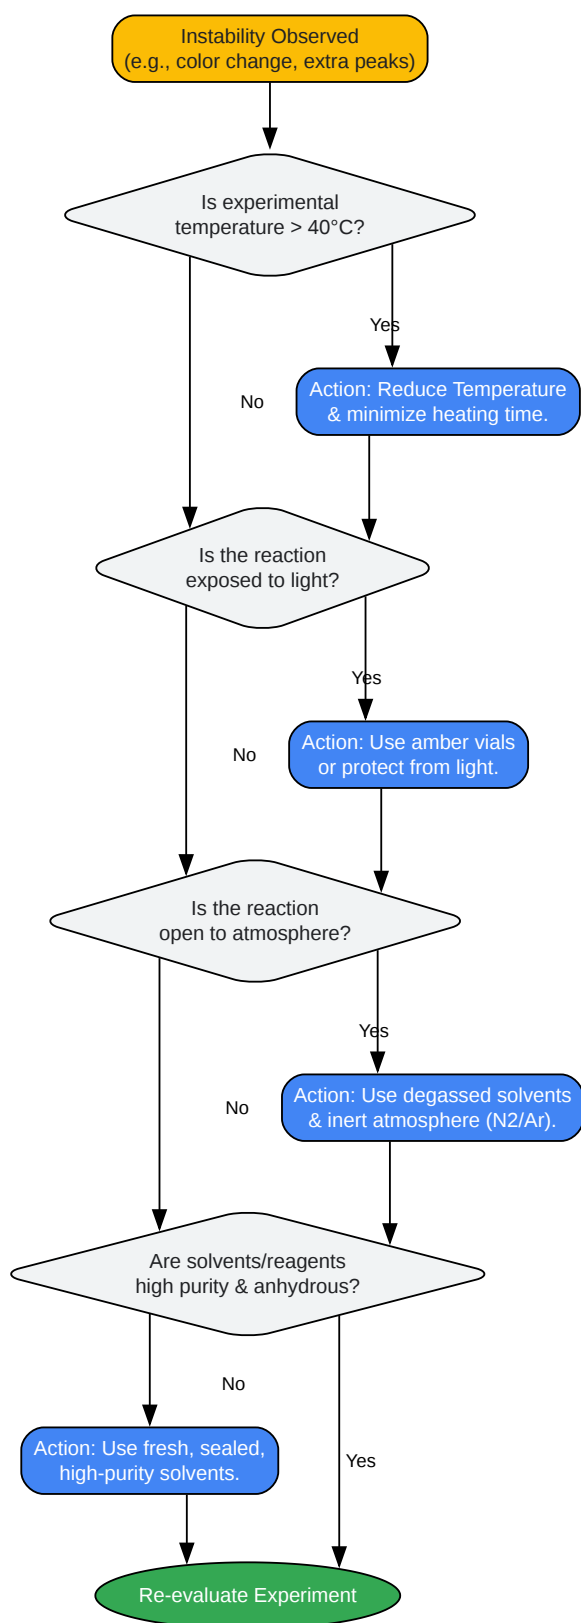 Instability Observed
(e.g., color change, extra peaks)
Is experimental
temperature > 40°C?
Yes
No
Action: Reduce Temperature
& minimize heating time.
Is the reaction
exposed to light?
Yes
No
Action: Use amber vials
or protect from light.
Is the reaction
open to atmosphere?
Yes
No
Action: Use degassed solvents
& inert atmosphere (N2/Ar).
Are solvents/reagents
high purity & anhydrous?
No
Action: Use fresh, sealed,
high-purity solvents.
Yes
Re-evaluate Experiment